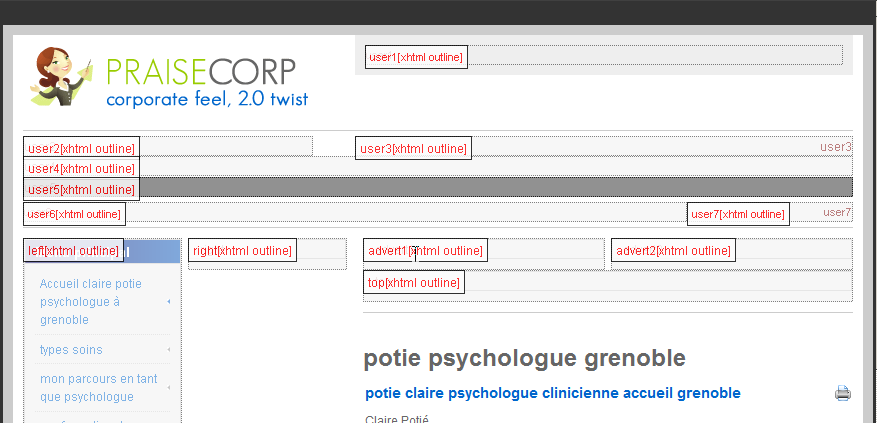 PRAISECORP
corporate feel, 2.0 twist
user1[xhtml outline]
user2[xhtml outline]
user3[xhtml outline] user3
user4[xhtml outline]
user5[xhtml outline]
user6[xhtml outline]
user7[xhtml outline] user7
left[xhtml outline]
right[xhtml outline]
advert1[xhtml outline]
advert2[xhtml outline]
top[xhtml outline]
Accueil claire potie
psychologue à
grenoble
types soins
mon parcours en tant
que psychologue
potie psychologue grenoble
potie claire psychologue clinicienne accueil grenoble
Claire Potié